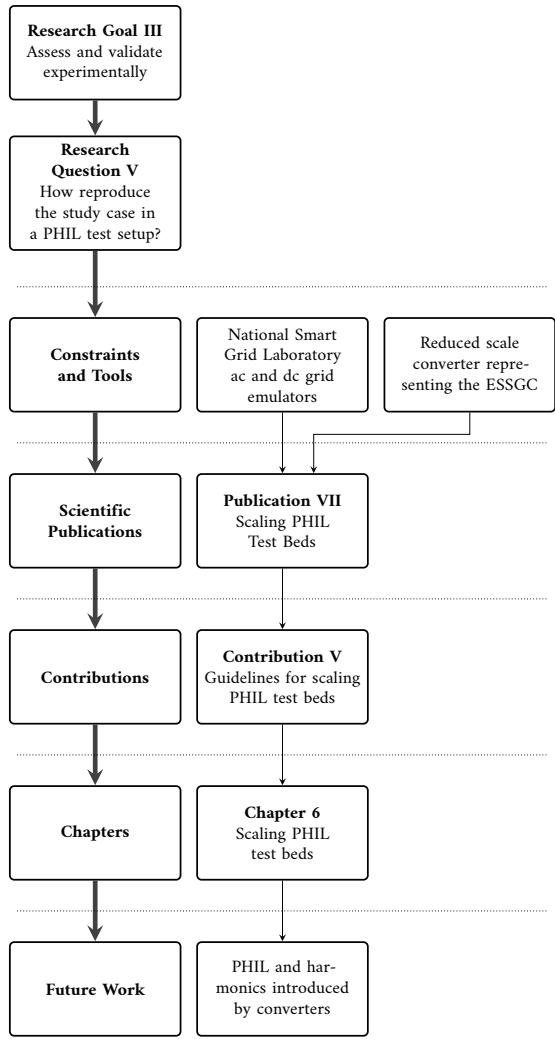 Research Goal III
Assess and validate
experimentally
Research
Question V
How reproduce
the study case in
a PHIL test setup?
Constraints
and Tools
National Smart
Grid Laboratory
ac and dc grid
emulators
Reduced scale
converter repre-
senting the ESSGC
Scientific
Publications
Publication VII
Scaling PHIL
Test Beds
Contributions
Contribution V
Guidelines for scaling
PHIL test beds
Chapters
Chapter 6
Scaling PHIL
test beds
Future Work
PHIL and har-
monics introduced
by converters